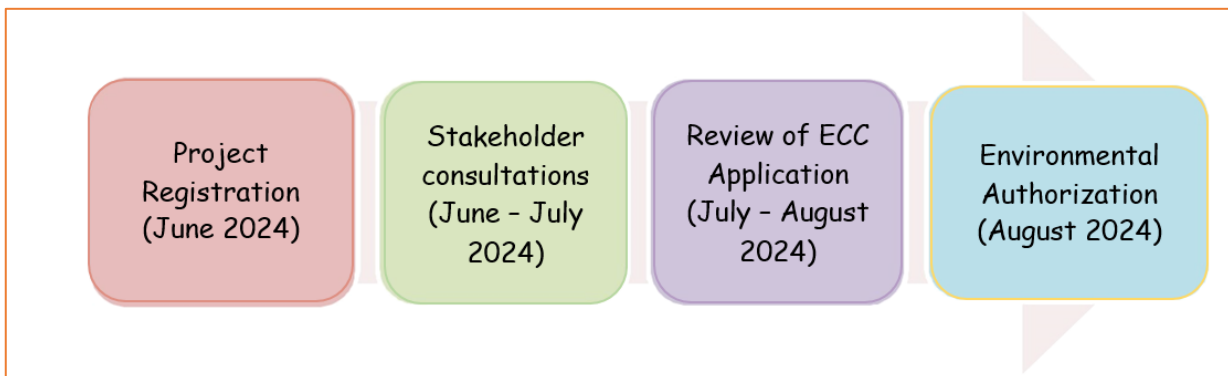 Project
Registration
(June 2024)
Stakeholder
consultations
(June – July
2024)
Review of ECC
Application
(July – August
2024)
Environmental
Authorization
(August 2024)